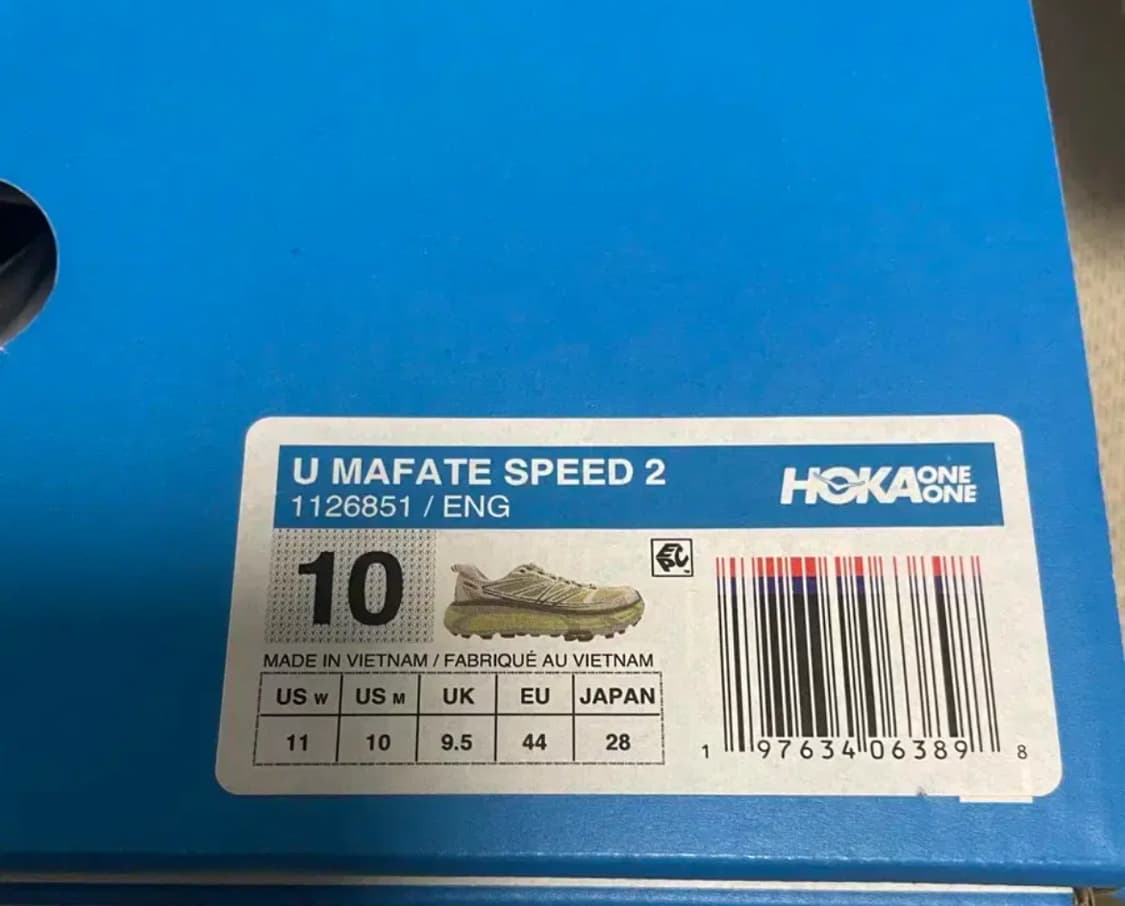 U MAFATE SPEED 2
1126851 / ENG
HOKA ONE ONE
10
MADE IN VIETNAM / FABRIQUÉ AU VIETNAM
US W US M UK EU JAPAN
11 10 9.5 44 28
1 97634 06389 8